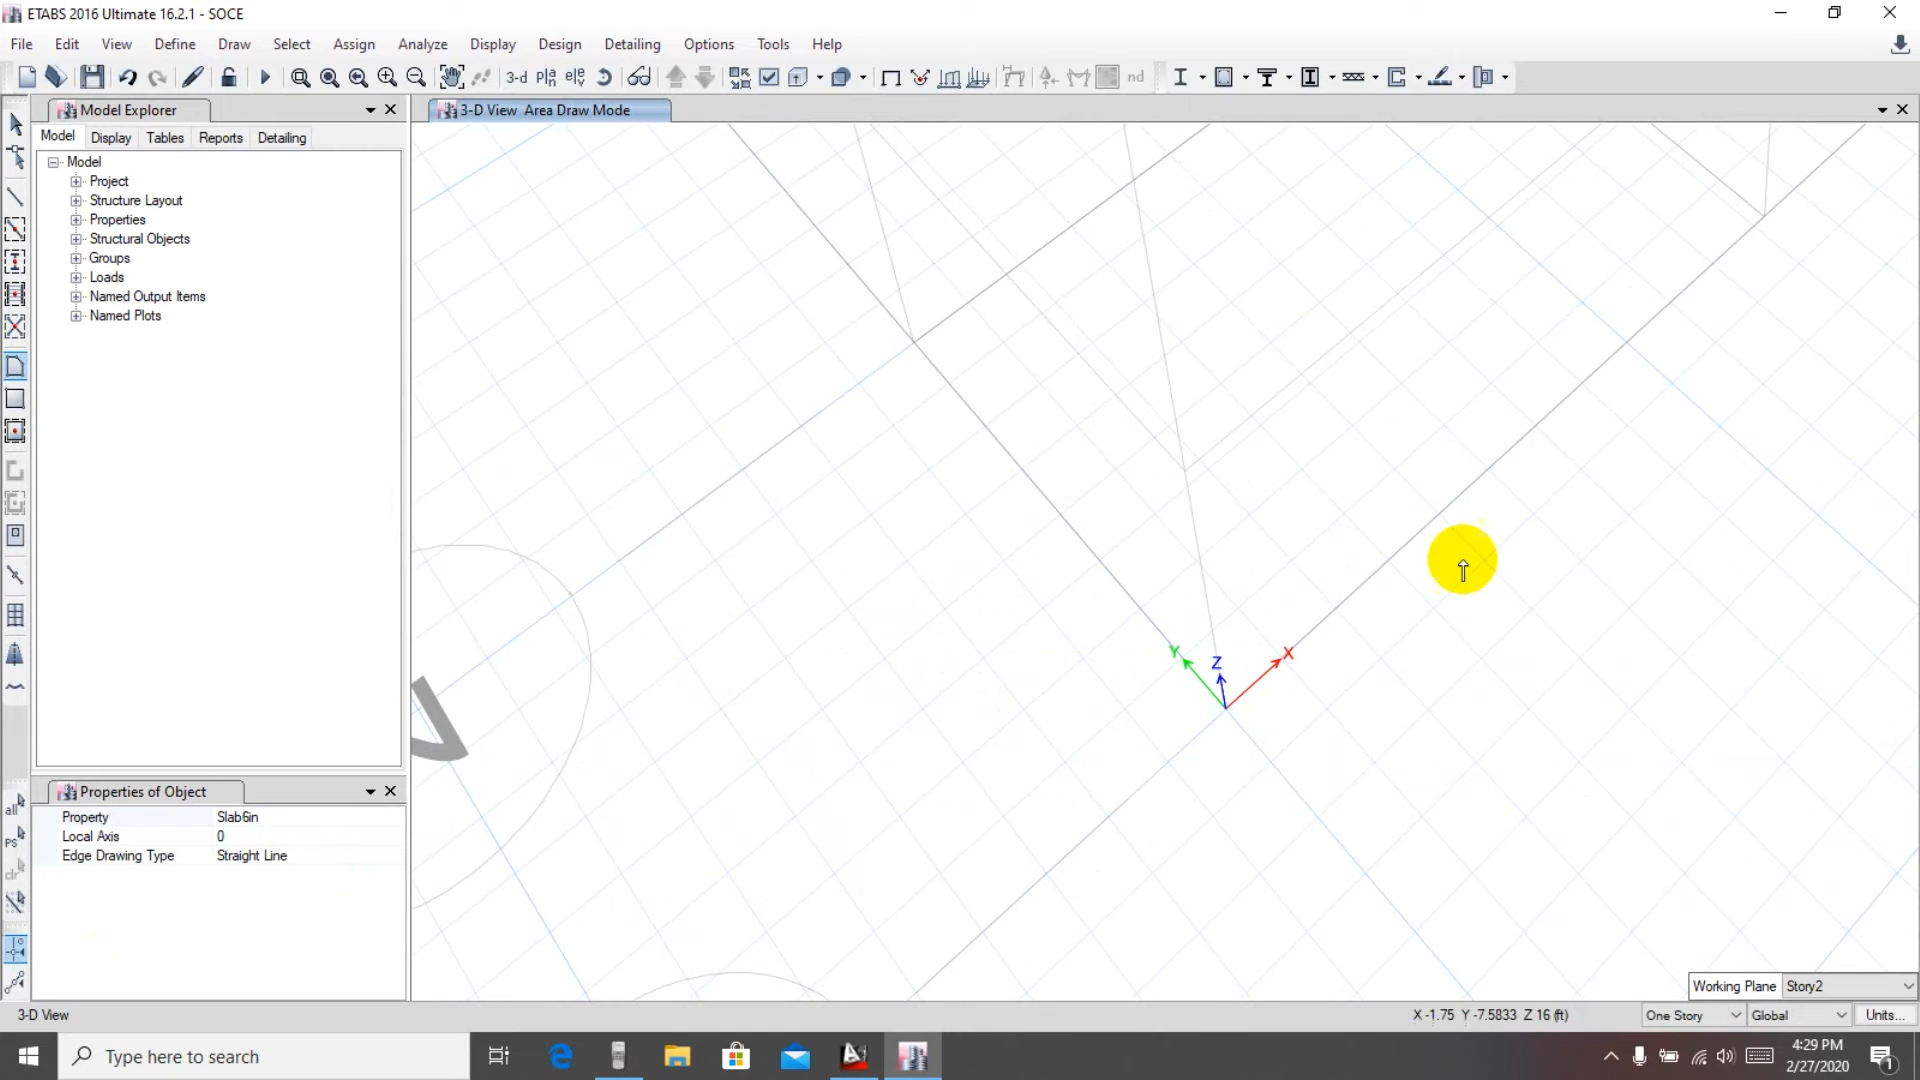 ETABS 2016 Ultimate 16.2.1 - SOCE
File Edit View Define Draw Select Assign Analyze Display Design Detailing Options Tools Help
3-d nd
Model Explorer
3-D View Area Draw Mode
Model Display Tables Reports Detailing
Model
Project
Structure Layout
Properties
Structural Objects
Groups
Loads
Named Output Items
Named Plots
Y Z X
all
PS
clr
Properties of Object
Property Slab6in
Local Axis 0
Edge Drawing Type Straight Line
Working Plane Story2
3-D View X -1.75 Y -7.5833 Z 16 (ft) One Story Global Units...
Type here to search
4:29 PM
2/27/2020
1